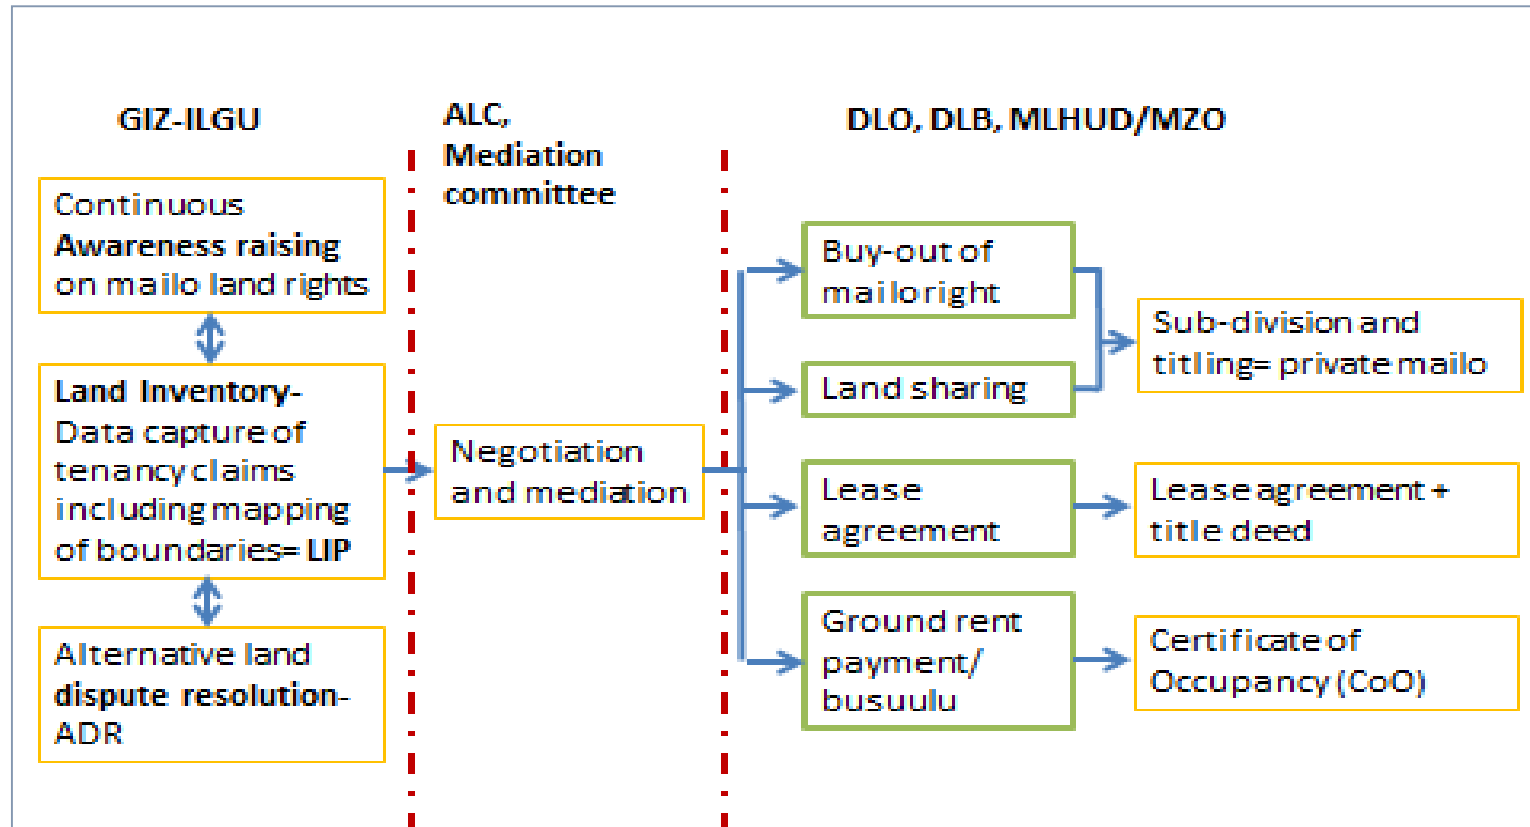 GIZ-ILGU
ALC,
Mediation
committee
DLO, DLB, MLHUD/MZO
Continuous
Awareness raising
on mailo land rights
Land Inventory-
Data capture of
tenancy claims
including mapping
of boundaries= LIP
Alternative land
dispute resolution-
ADR
Negotiation
and mediation
Buy-out of
mailo right
Land sharing
Lease
agreement
Ground rent
payment/
busuulu
Sub-division and
titling= private mailo
Lease agreement +
title deed
Certificate of
Occupancy (CoO)